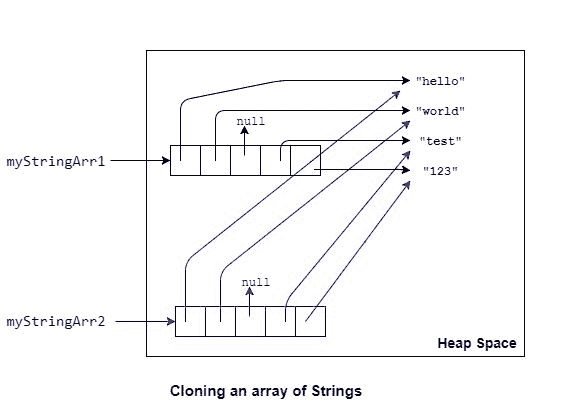 "hello"
"world"
null
"test"
myStringArr1
"123"
null
myStringArr2
Heap Space
Cloning an array of Strings